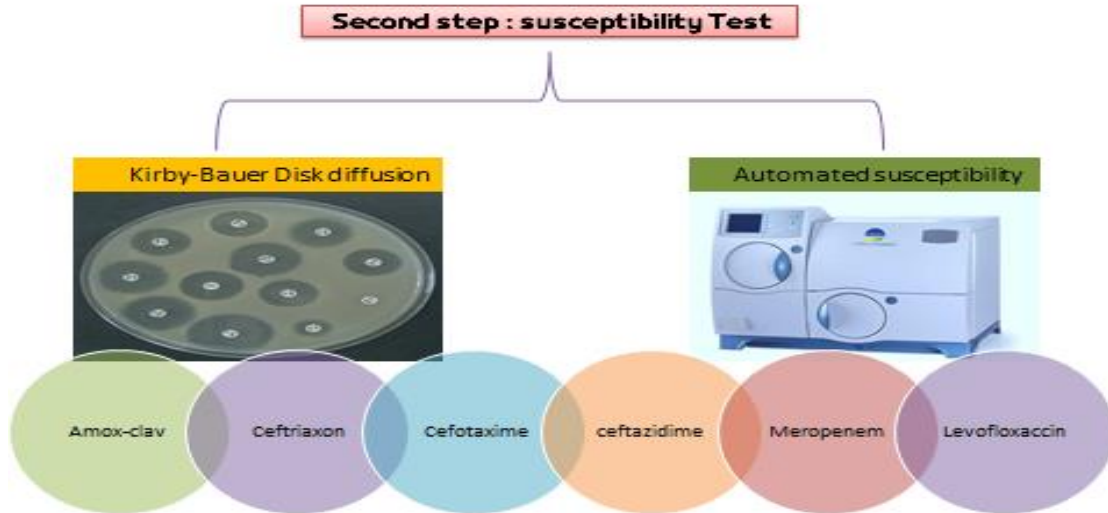 Second step : susceptibility Test
Kirby-Bauer Disk diffusion
Automated susceptibility
Amox-clav
Ceftriaxon
Cefotaxime
ceftazidime
Meropenem
Levofloxaccin